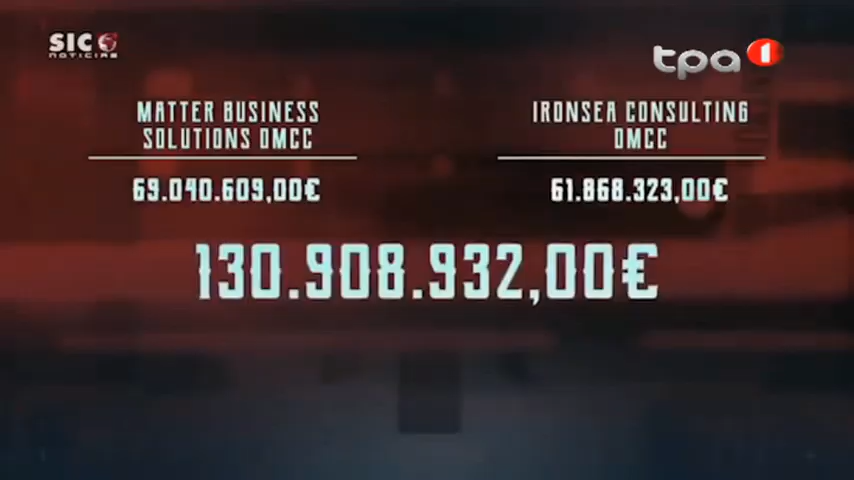 SIC
NOTÍCIAS
tpa 1
MATTER BUSINESS
SOLUTIONS DMCC
69.040.609,00€
IRONSEA CONSULTING
DMCC
61.868.323,00€
130.908.932,00€